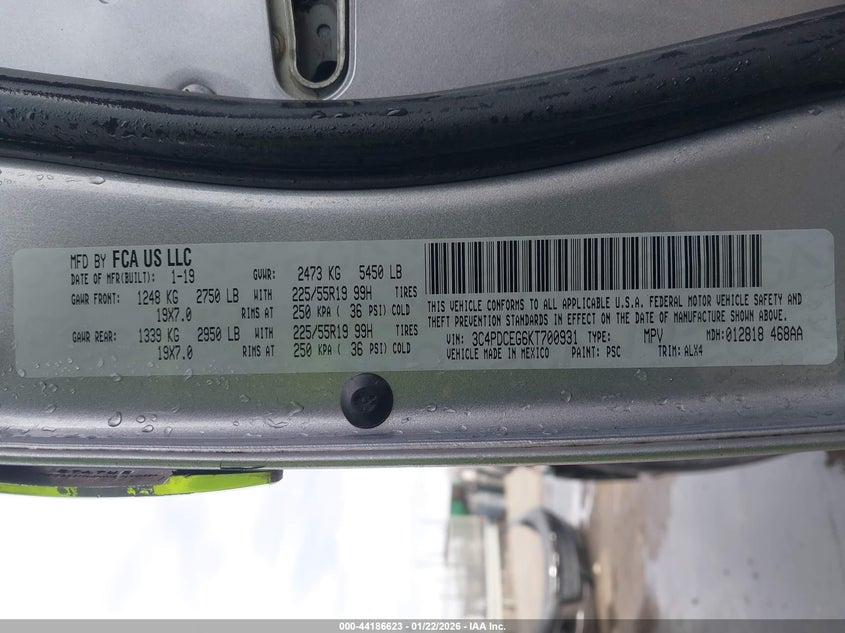 MFD BY FCA US LLC
DATE OF MFR(BUILT): 1-19 GVWR: 2473 KG 5450 LB
GAWR FRONT: 1248 KG 2750 LB WITH 225/55R19 99H TIRES
19X7.0 RIMS AT 250 KPA ( 36 PSI) COLD
GAWR REAR: 1339 KG 2950 LB WITH 225/55R19 99H TIRES
19X7.0 RIMS AT 250 KPA ( 36 PSI) COLD
THIS VEHICLE CONFORMS TO ALL APPLICABLE U.S.A. FEDERAL MOTOR VEHICLE SAFETY AND
THEFT PREVENTION STANDARDS IN EFFECT ON THE DATE OF MANUFACTURE SHOWN ABOVE.
VIN: 3C4PDCEG6KT700931 TYPE: MPV MDH: 012818 468AA
VEHICLE MADE IN MEXICO PAINT: PSC TRIM: ALX4
STATUS
000-44186623 - 01/22/2026 - IAA Inc.